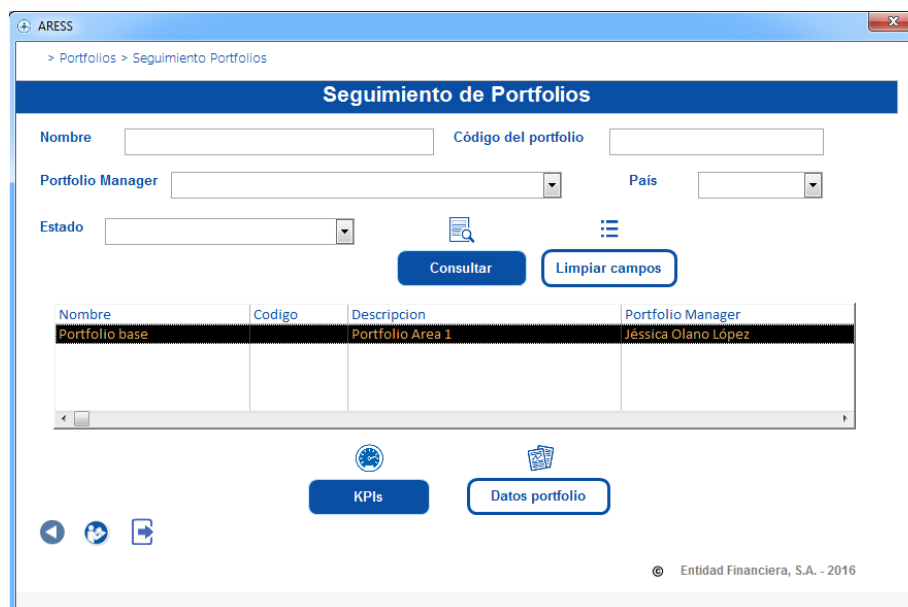 ARESS
x
> Portfolios > Seguimiento Portfolios
Seguimiento de Portfolios
Nombre Código del portfolio
Portfolio Manager País
Estado
Consultar Limpiar campos
Nombre Codigo Descripcion Portfolio Manager
Portfolio base Portfolio Area 1 Jéssica Olano López
KPIs Datos portfolio
© Entidad Financiera, S.A. - 2016